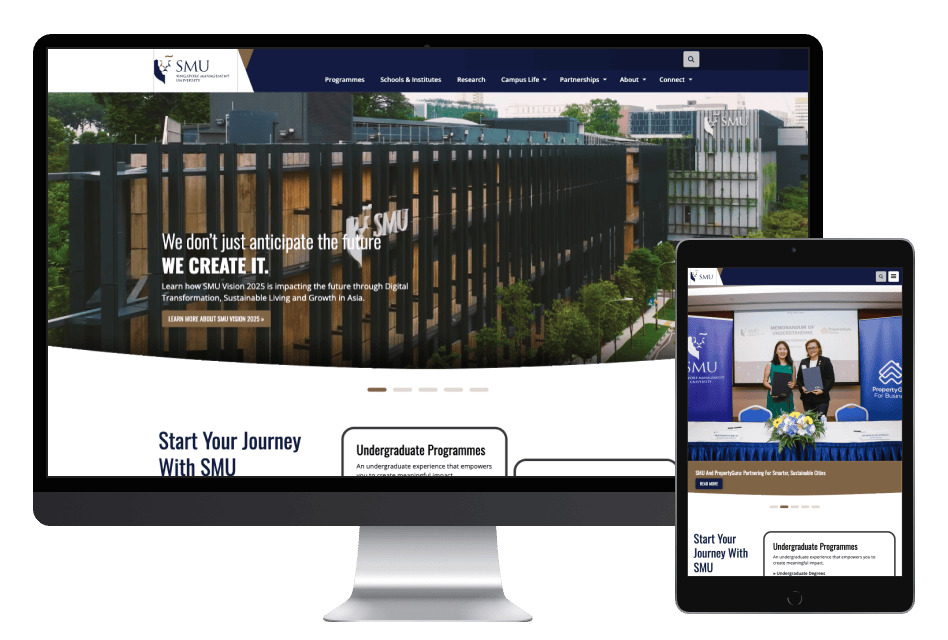 SMU
SINGAPORE MANAGEMENT
UNIVERSITY
Programmes Schools & Institutes Research Campus Life Partnerships About Connect
SMU
SMU
We don't just anticipate the future
WE CREATE IT.
Learn how SMU Vision 2025 is impacting the future through Digital
Transformation, Sustainable Living and Growth in Asia.
LEARN MORE ABOUT SMU VISION 2025 »
Start Your Journey
With SMU
Undergraduate Programmes
An undergraduate experience that empowers
you to create meaningful impact.
SMU
MEMORANDUM OF
UNDERSTANDING
SMU
SINGAPORE MANAGEMENT
UNIVERSITY
PropertyGu
For Busin
SMU And PropertyGuru: Partnering For Smarter, Sustainable Cities
READ MORE
Start Your
Journey With
SMU
Undergraduate Programmes
An undergraduate experience that empowers you to
create meaningful impact.
» Undergraduate Degrees